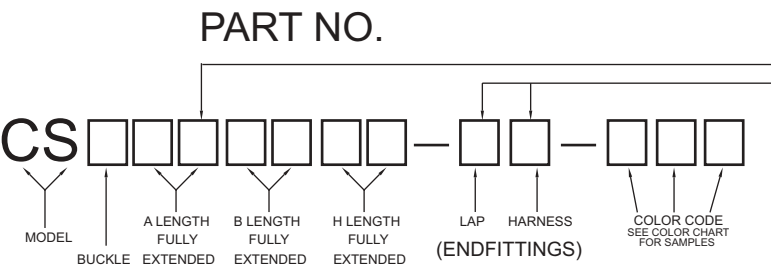 PART NO.
CS — —
MODEL
BUCKLE
A LENGTH
FULLY
EXTENDED
B LENGTH
FULLY
EXTENDED
H LENGTH
FULLY
EXTENDED
LAP
HARNESS
(ENDFITTINGS)
COLOR CODE
SEE COLOR CHART
FOR SAMPLES